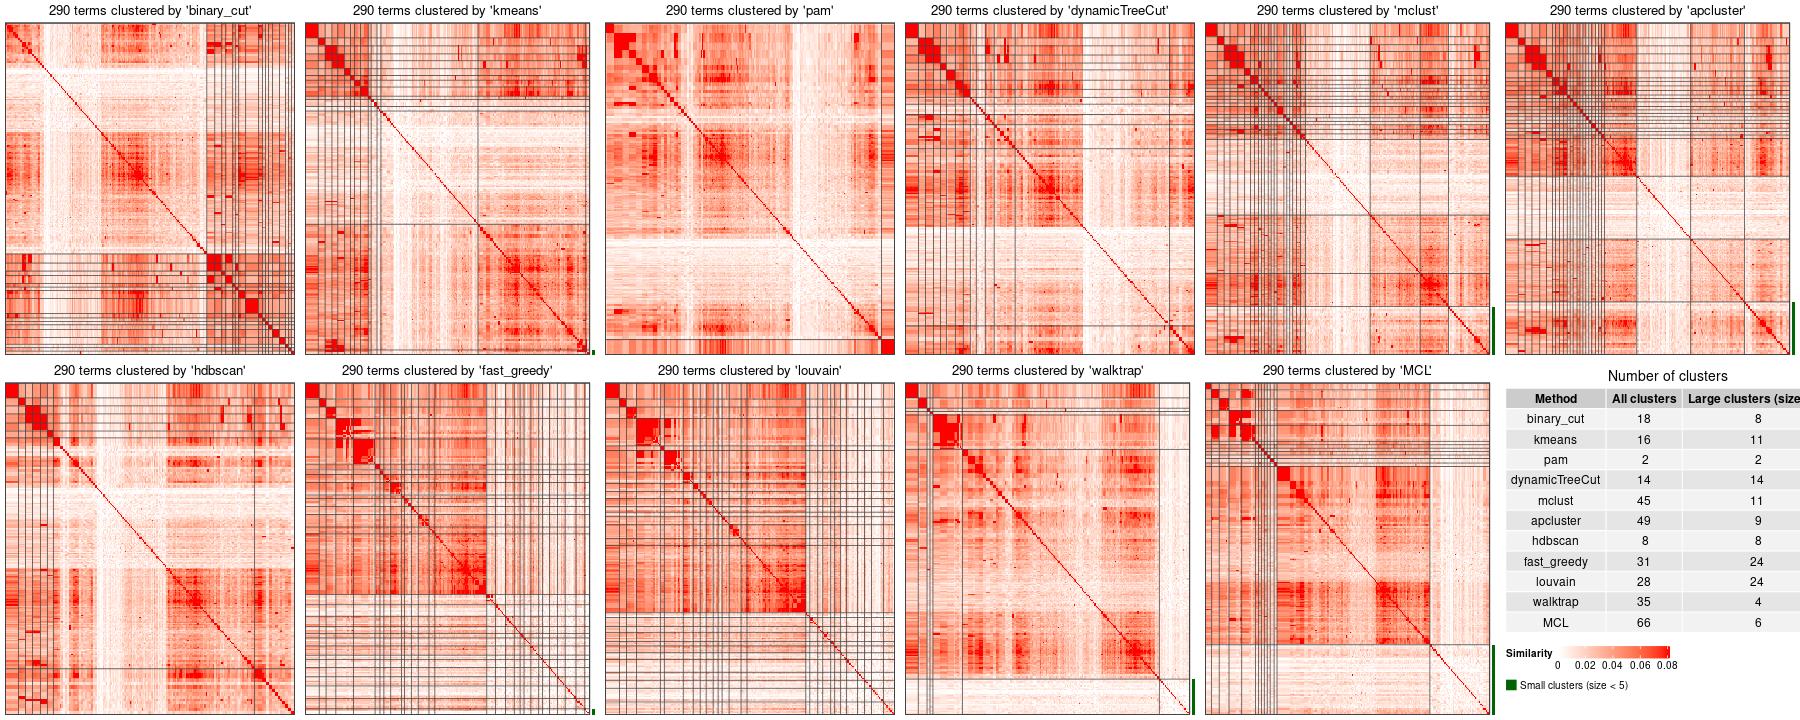 290 terms clustered by 'binary_cut'
290 terms clustered by 'kmeans'
290 terms clustered by 'pam'
290 terms clustered by 'dynamicTreeCut'
290 terms clustered by 'mclust'
290 terms clustered by 'apcluster'
290 terms clustered by 'hdbscan'
290 terms clustered by 'fast_greedy'
290 terms clustered by 'louvain'
290 terms clustered by 'walktrap'
290 terms clustered by 'MCL'
Number of clusters
Method All clusters Large clusters (size
binary_cut 18 8
kmeans 16 11
pam 2 2
dynamicTreeCut 14 14
mclust 45 11
apcluster 49 9
hdbscan 8 8
fast_greedy 31 24
louvain 28 24
walktrap 35 4
MCL 66 6
Similarity
0 0.02 0.04 0.06 0.08
Small clusters (size < 5)